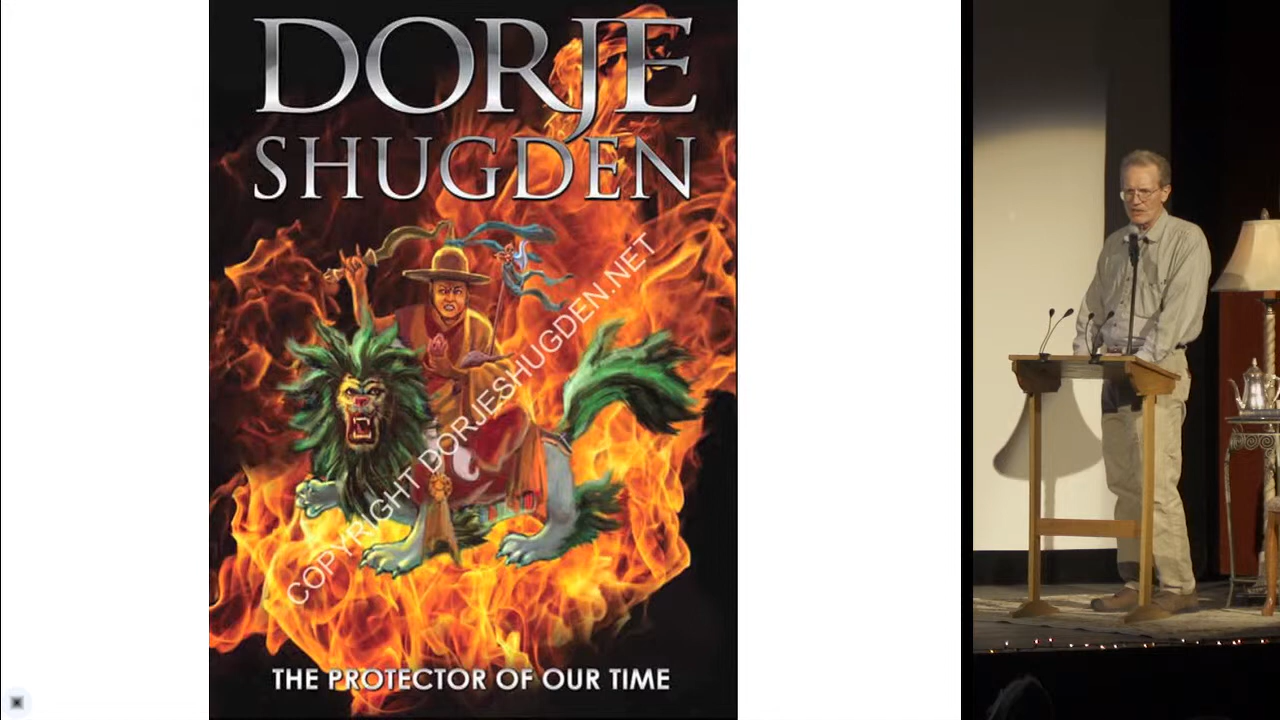 DORJE
SHUGDEN
COPYRIGHT DORJESHUGDEN.NET
THE PROTECTOR OF OUR TIME